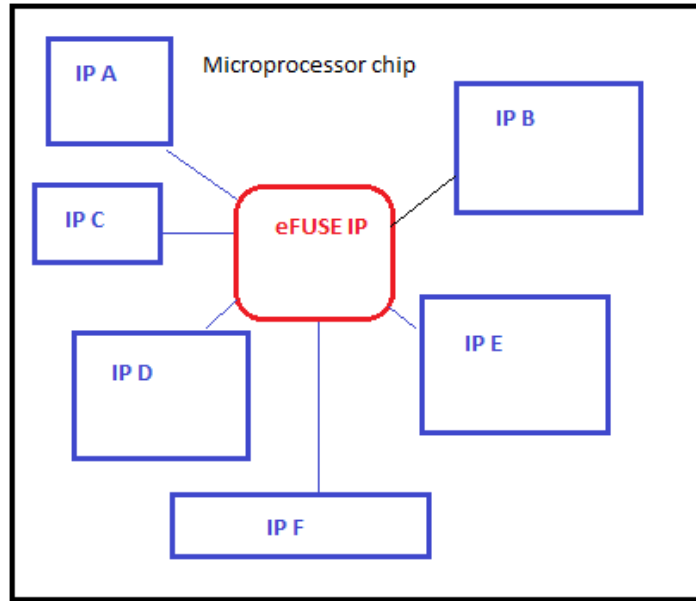 IP A
Microprocessor chip
IP B
IP C
eFUSE IP
IP D
IP E
IP F